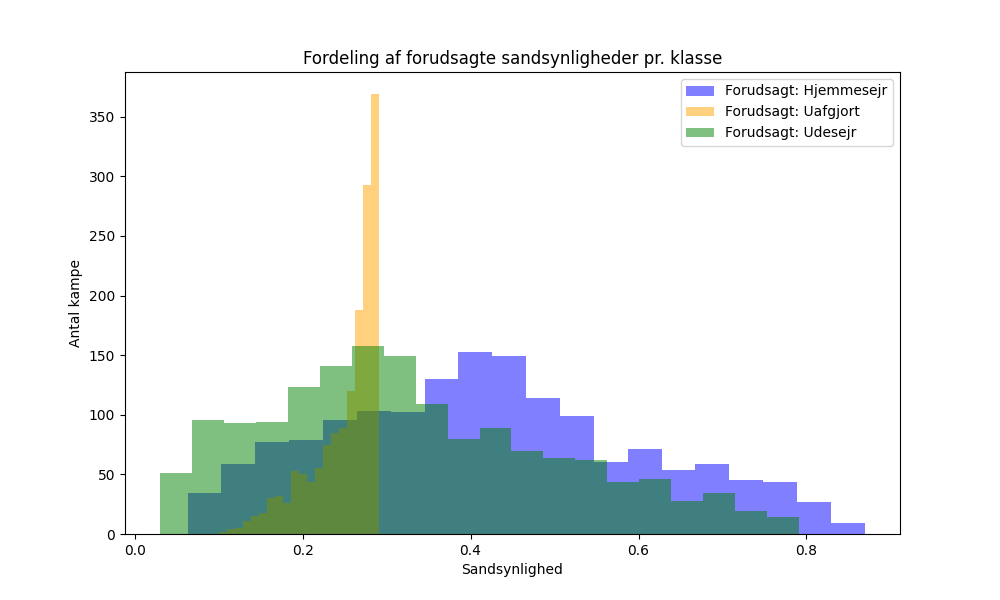 Fordeling af forudsagte sandsynligheder pr. klasse
Forudsagt: Hjemmesejr
Forudsagt: Uafgjort
Forudsagt: Udesejr
Antal kampe
350
300
250
200
150
100
50
0
0.0
0.2
0.4
0.6
0.8
Sandsynlighed